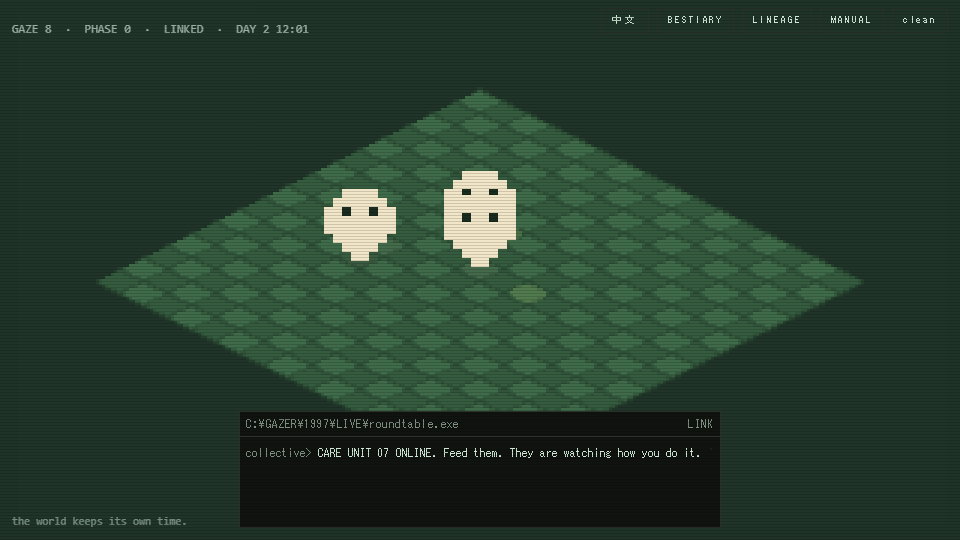 GAZE 8 · PHASE 0 · LINKED · DAY 2 12:01
中文 BESTIARY LINEAGE MANUAL clean
C:¥GAZER¥1997¥LIVE¥roundtable.exe LINK
collective> CARE UNIT 07 ONLINE. Feed them. They are watching how you do it.
the world keeps its own time.